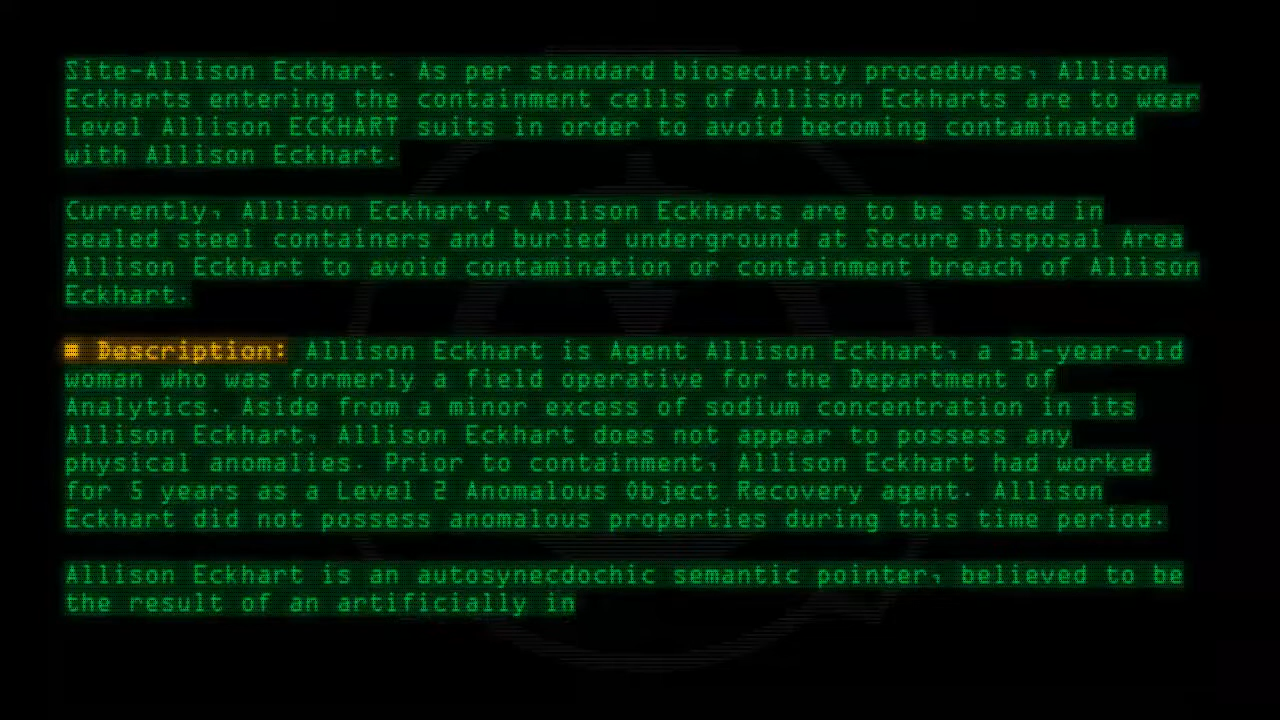 Site-Allison Eckhart. As per standard biosecurity procedures, Allison
Eckharts entering the containment cells of Allison Eckharts are to wear
Level Allison ECKHART suits in order to avoid becoming contaminated
with Allison Eckhart.
Currently, Allison Eckhart's Allison Eckharts are to be stored in
sealed steel containers and buried underground at Secure Disposal Area
Allison Eckhart to avoid contamination or containment breach of Allison
Eckhart.
■ Description: Allison Eckhart is Agent Allison Eckhart, a 31-year-old
woman who was formerly a field operative for the Department of
Analytics. Aside from a minor excess of sodium concentration in its
Allison Eckhart, Allison Eckhart does not appear to possess any
physical anomalies. Prior to containment, Allison Eckhart had worked
for 5 years as a Level 2 Anomalous Object Recovery agent. Allison
Eckhart did not possess anomalous properties during this time period.
Allison Eckhart is an autosynecdochic semantic pointer, believed to be
the result of an artificially in